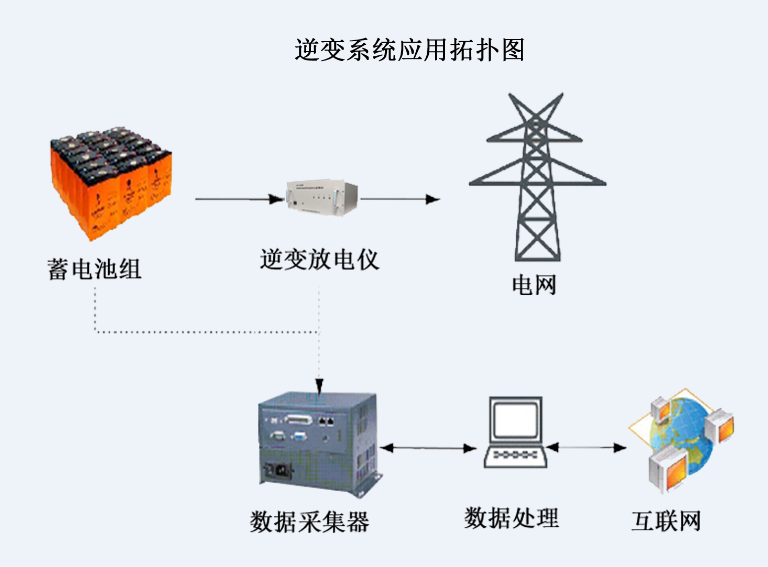 逆变系统应用拓扑图
蓄电池组
逆变放电仪
电网
数据采集器
数据处理
互联网